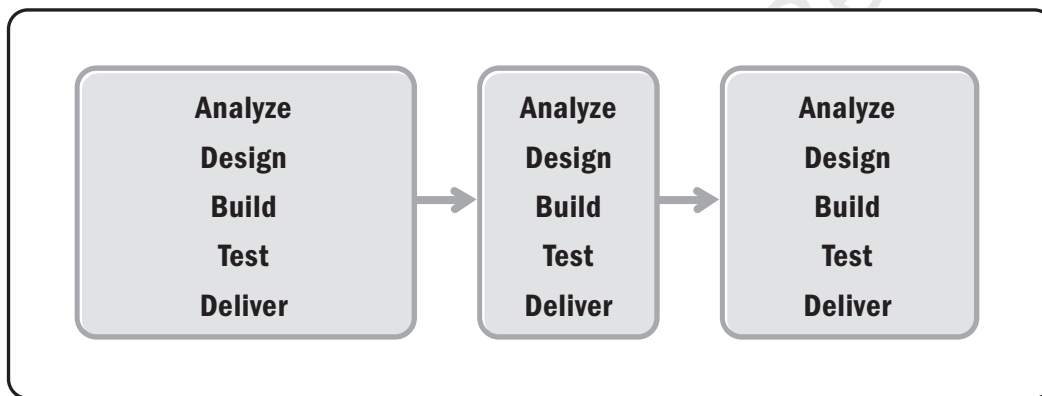 Analyze
Design
Build
Test
Deliver
Analyze
Design
Build
Test
Deliver
Analyze
Design
Build
Test
Deliver